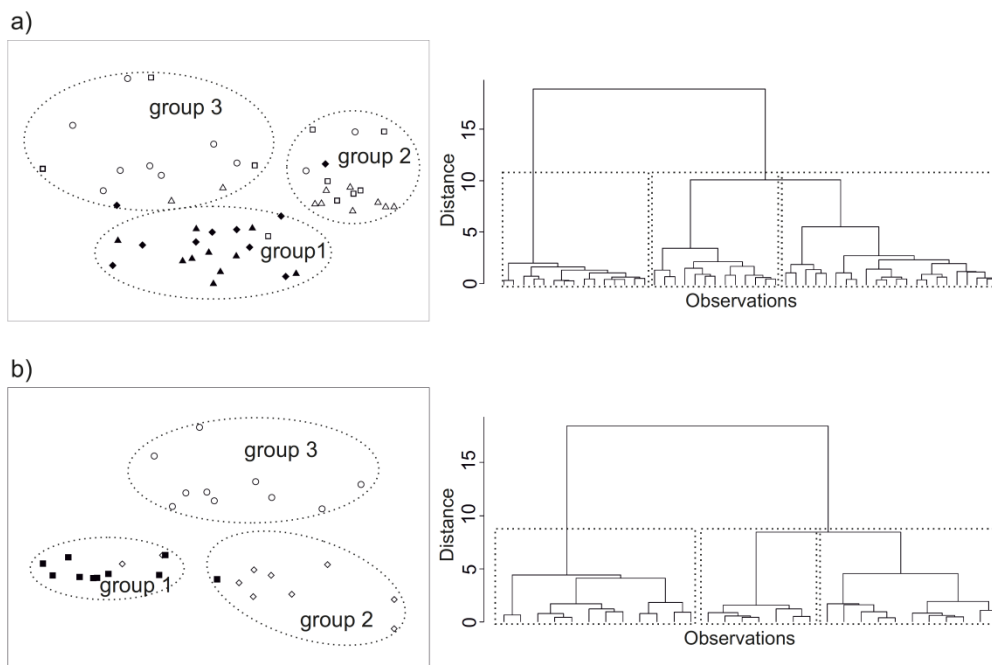 a)
group 3
group 2
group1
Distance
0
5
10
15
Observations
b)
group 3
group 1
group 2
Distance
0
5
10
15
Observations